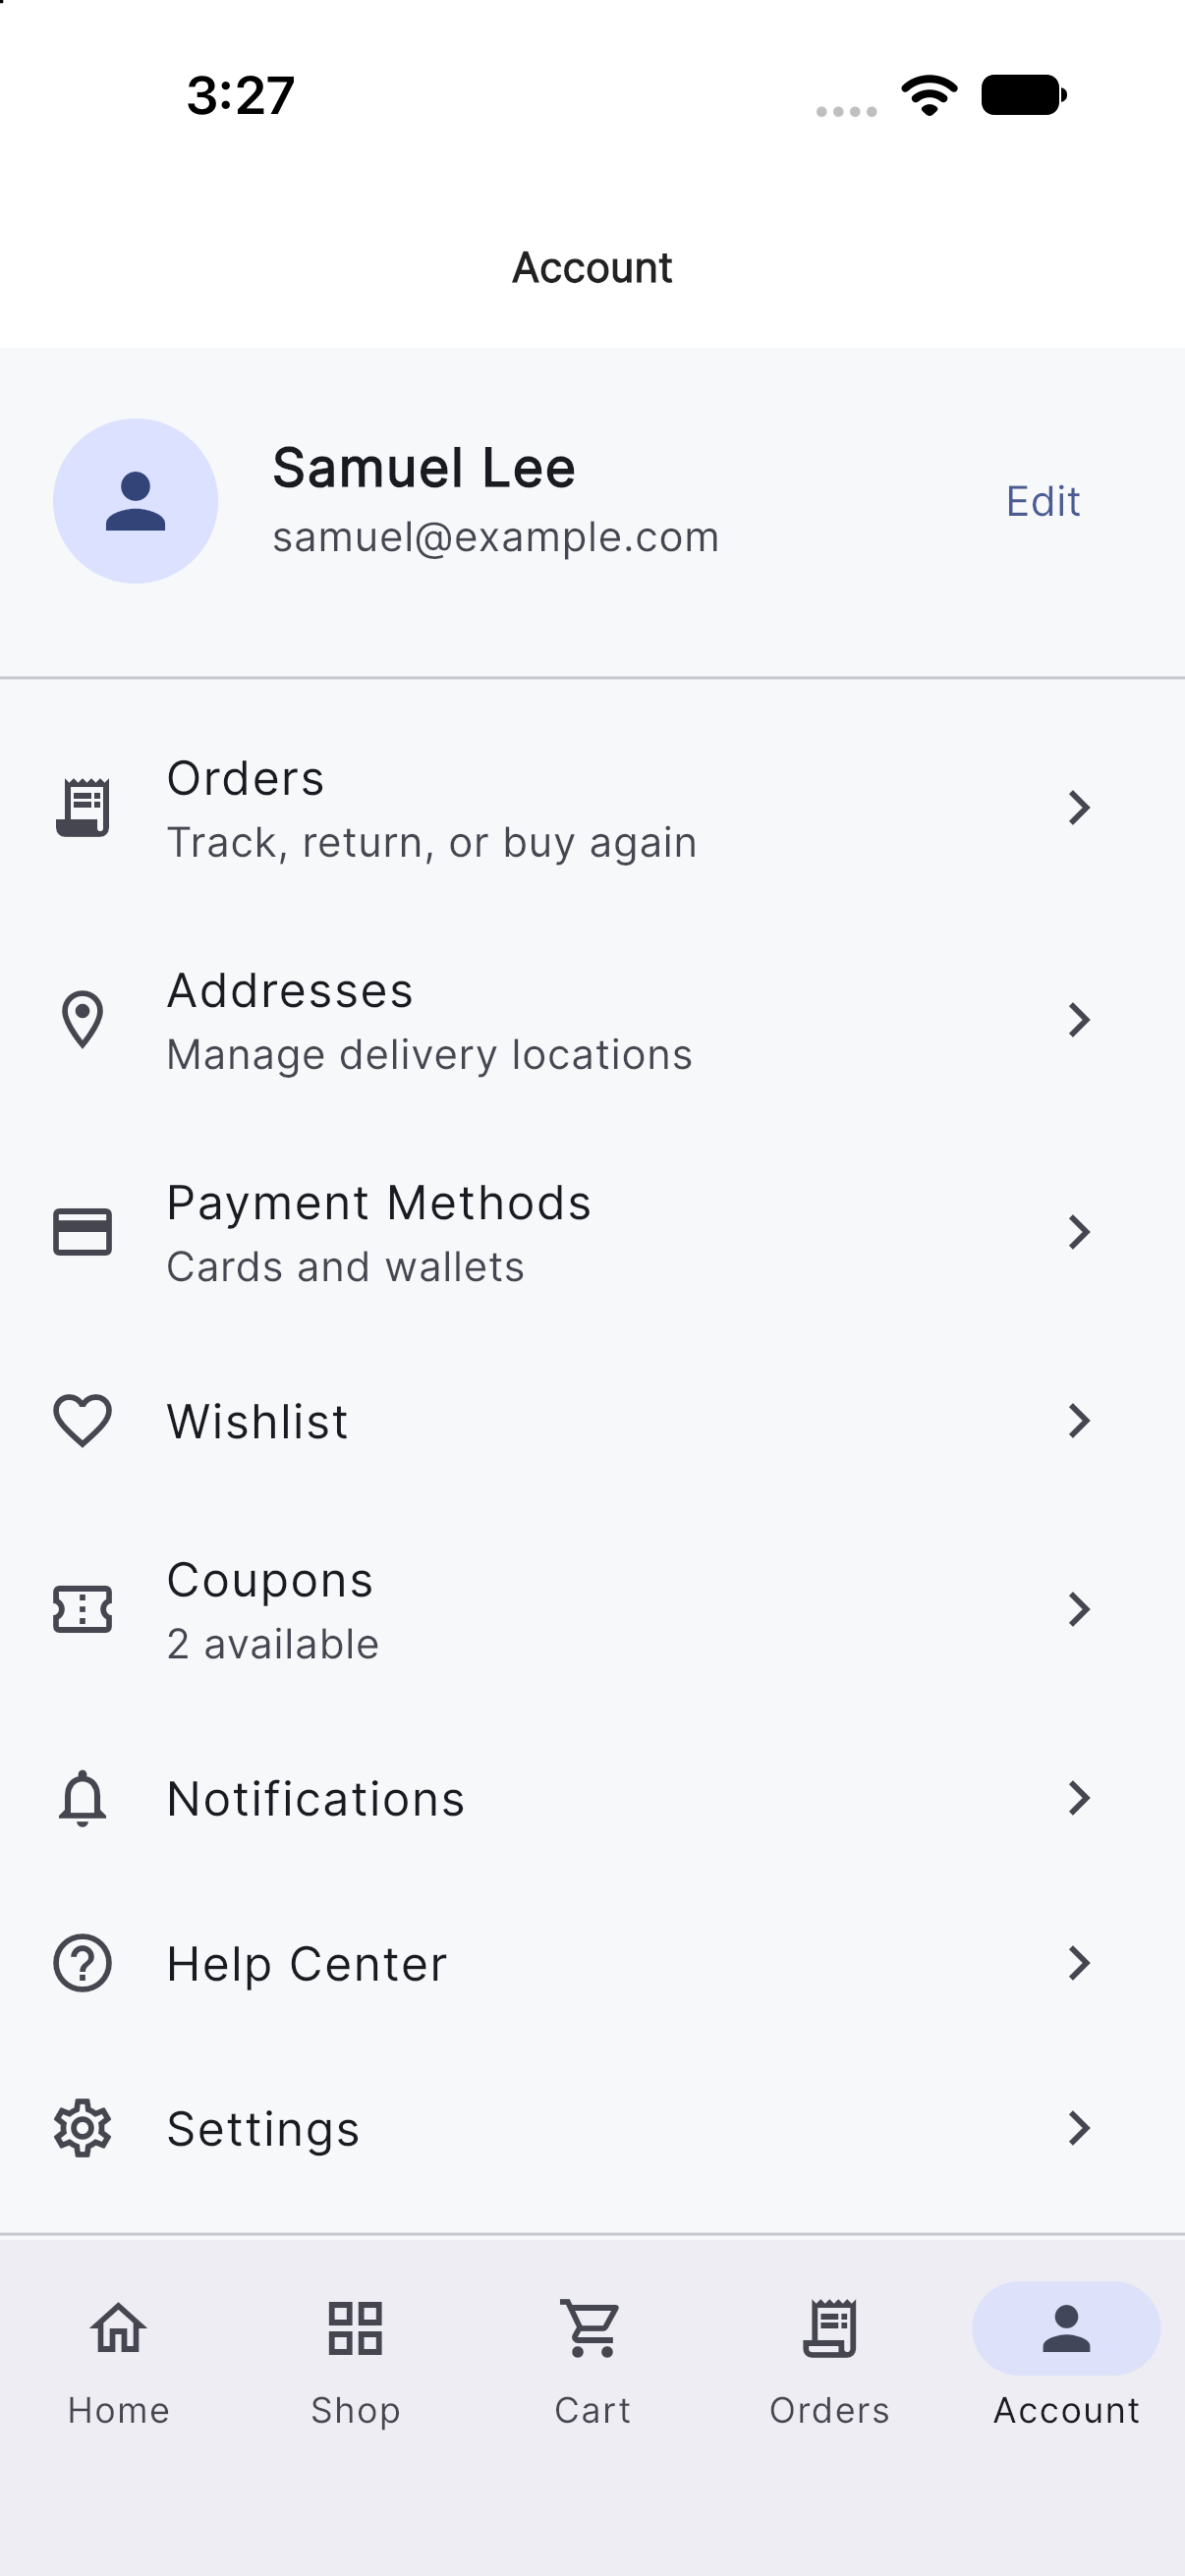 3:27
Account
Samuel Lee
samuel@example.com
Edit
Orders
Track, return, or buy again
Addresses
Manage delivery locations
Payment Methods
Cards and wallets
Wishlist
Coupons
2 available
Notifications
Help Center
Settings
Home
Shop
Cart
Orders
Account